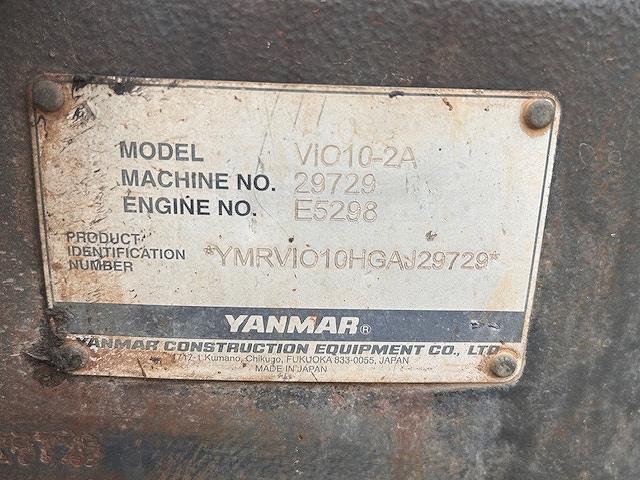 MODEL ViO10-2A
MACHINE NO. 29729
ENGINE NO. E5298
PRODUCT
IDENTIFICATION
NUMBER
*YMRVIO10HGAJ29729*
YANMAR®
YANMAR CONSTRUCTION EQUIPMENT CO., LTD
1717-1 Kumano, Chikugo, FUKUOKA 833-0055, JAPAN
MADE IN JAPAN